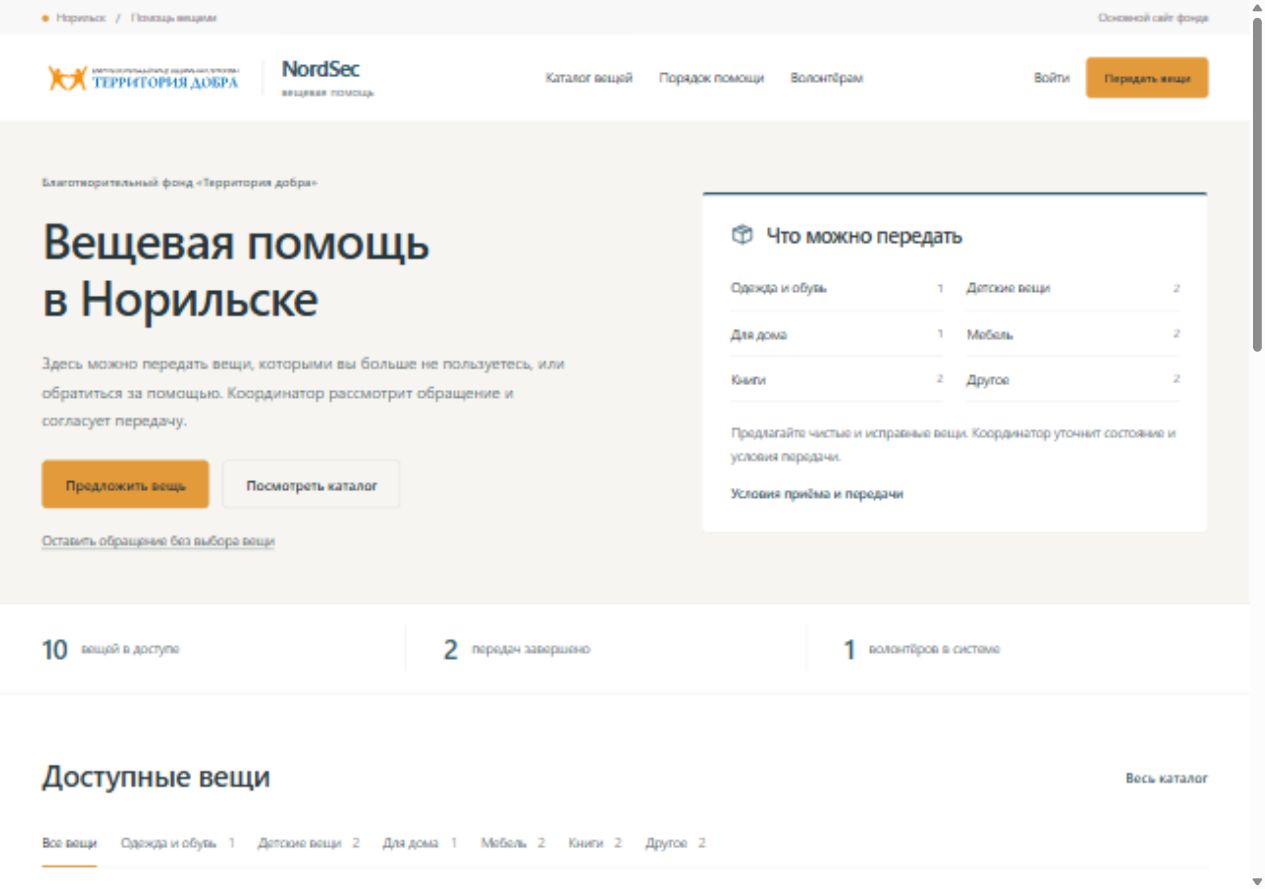 Норильск / Помощь вещами
Основной сайт фонда
ТЕРРИТОРИЯ ДОБРА
NordSec
вещевая помощь
Каталог вещей
Порядок помощи
Волонтёрам
Войти
Передать вещи
Благотворительный фонд «Территория добра»
Вещевая помощь
в Норильске
Здесь можно передать вещи, которыми вы больше не пользуетесь, или
обратиться за помощью. Координатор рассмотрит обращение и
согласует передачу.
Предложить вещь
Посмотреть каталог
Оставить обращение без выбора вещи
Что можно передать
Одежда и обувь 1
Детские вещи 2
Для дома 1
Мебель 2
Книги 2
Другое 2
Предлагайте чистые и исправные вещи. Координатор уточнит состояние и
условия передачи.
Условия приёма и передачи
10 вещей в доступе
2 передач завершено
1 волонтёров в системе
Доступные вещи
Весь каталог
Все вещи
Одежда и обувь 1
Детские вещи 2
Для дома 1
Мебель 2
Книги 2
Другое 2